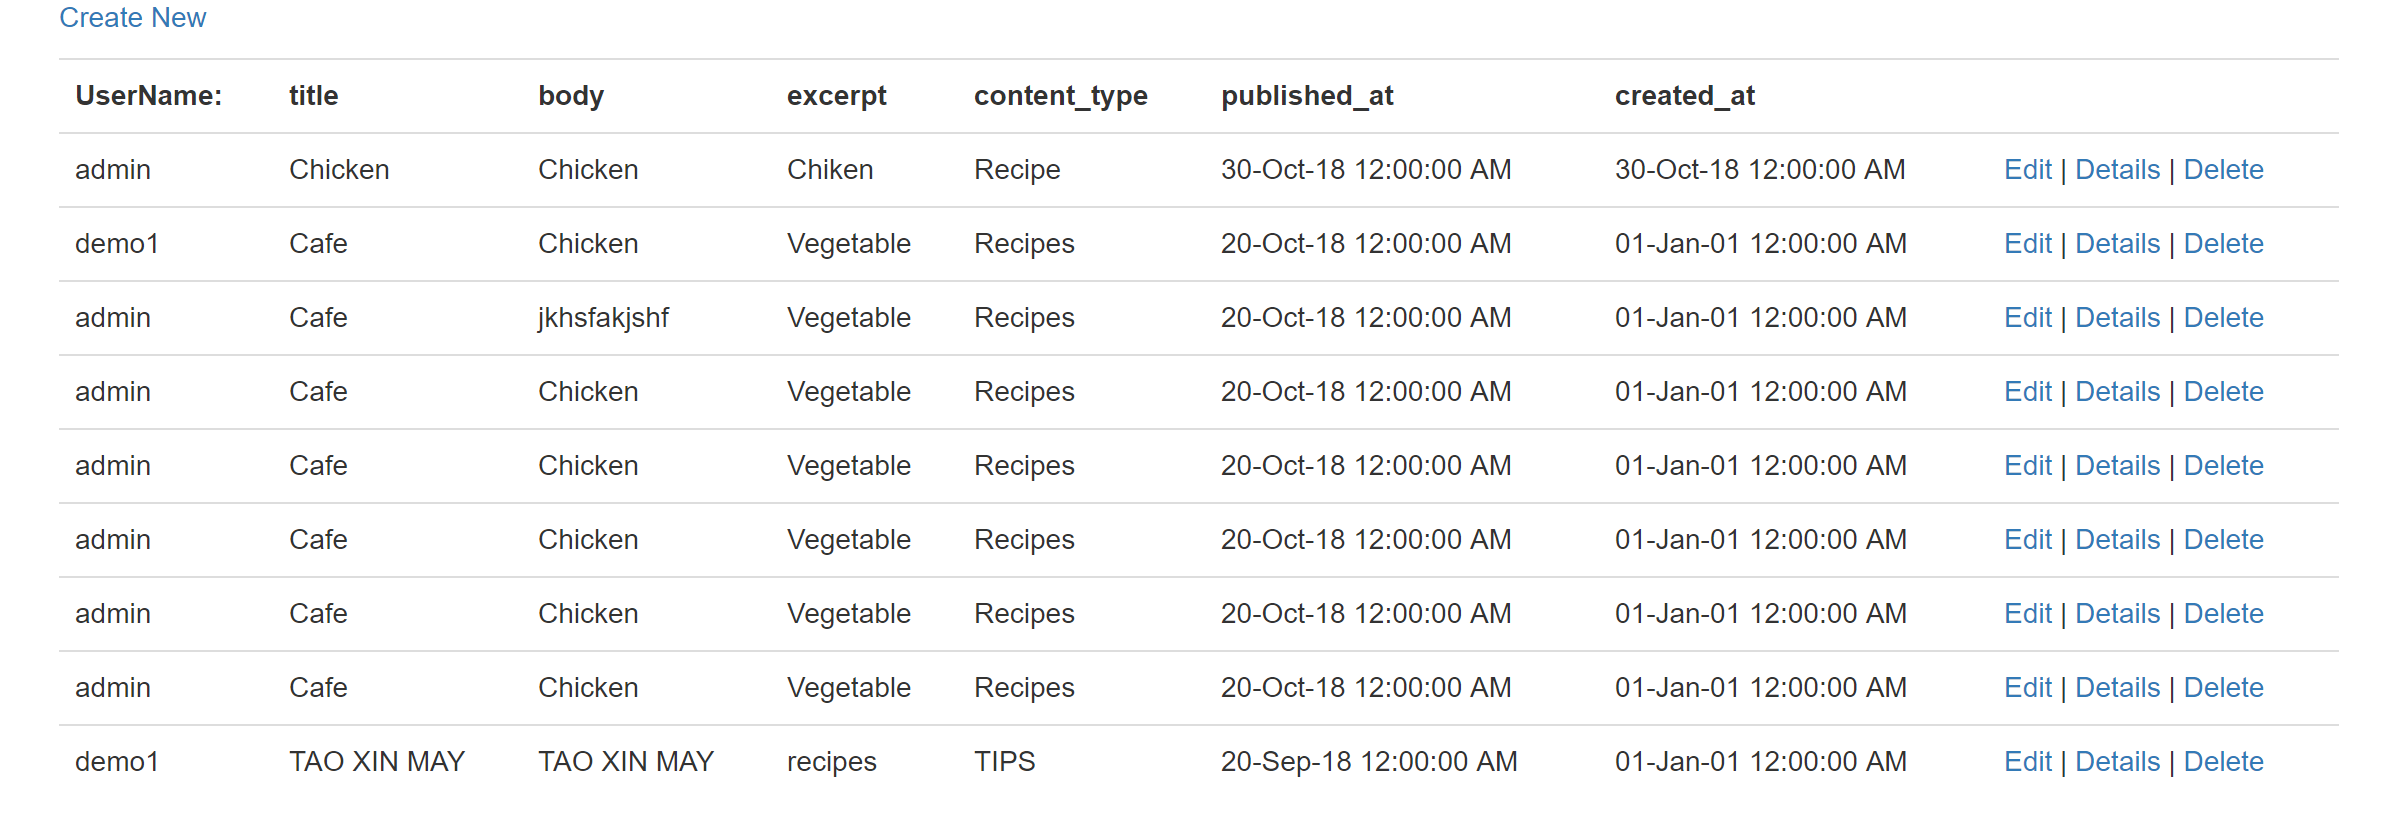 Create New
UserName: title body excerpt content_type published_at created_at
admin Chicken Chicken Chiken Recipe 30-Oct-18 12:00:00 AM 30-Oct-18 12:00:00 AM Edit | Details | Delete
demo1 Cafe Chicken Vegetable Recipes 20-Oct-18 12:00:00 AM 01-Jan-01 12:00:00 AM Edit | Details | Delete
admin Cafe jkhsfakjshf Vegetable Recipes 20-Oct-18 12:00:00 AM 01-Jan-01 12:00:00 AM Edit | Details | Delete
admin Cafe Chicken Vegetable Recipes 20-Oct-18 12:00:00 AM 01-Jan-01 12:00:00 AM Edit | Details | Delete
admin Cafe Chicken Vegetable Recipes 20-Oct-18 12:00:00 AM 01-Jan-01 12:00:00 AM Edit | Details | Delete
admin Cafe Chicken Vegetable Recipes 20-Oct-18 12:00:00 AM 01-Jan-01 12:00:00 AM Edit | Details | Delete
admin Cafe Chicken Vegetable Recipes 20-Oct-18 12:00:00 AM 01-Jan-01 12:00:00 AM Edit | Details | Delete
admin Cafe Chicken Vegetable Recipes 20-Oct-18 12:00:00 AM 01-Jan-01 12:00:00 AM Edit | Details | Delete
demo1 TAO XIN MAY TAO XIN MAY recipes TIPS 20-Sep-18 12:00:00 AM 01-Jan-01 12:00:00 AM Edit | Details | Delete